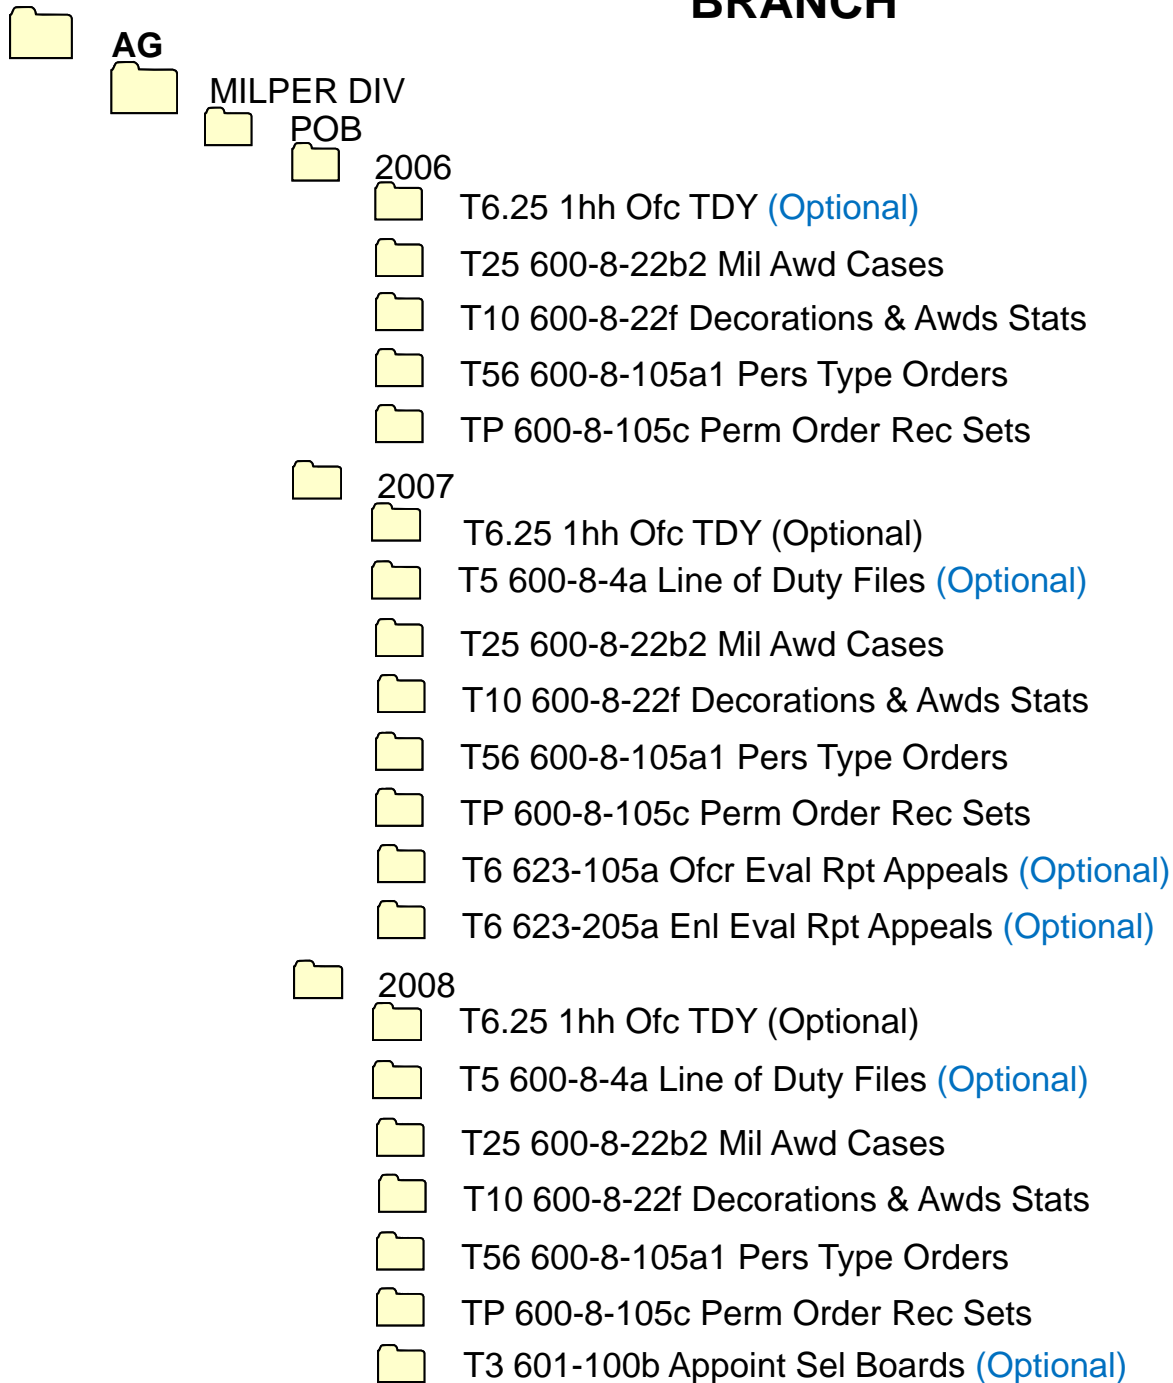 BRANCH
AG
MILPER DIV
POB
2006
T6.25 1hh Ofc TDY (Optional)
T25 600-8-22b2 Mil Awd Cases
T10 600-8-22f Decorations & Awds Stats
T56 600-8-105a1 Pers Type Orders
TP 600-8-105c Perm Order Rec Sets
2007
T6.25 1hh Ofc TDY (Optional)
T5 600-8-4a Line of Duty Files (Optional)
T25 600-8-22b2 Mil Awd Cases
T10 600-8-22f Decorations & Awds Stats
T56 600-8-105a1 Pers Type Orders
TP 600-8-105c Perm Order Rec Sets
T6 623-105a Ofcr Eval Rpt Appeals (Optional)
T6 623-205a Enl Eval Rpt Appeals (Optional)
2008
T6.25 1hh Ofc TDY (Optional)
T5 600-8-4a Line of Duty Files (Optional)
T25 600-8-22b2 Mil Awd Cases
T10 600-8-22f Decorations & Awds Stats
T56 600-8-105a1 Pers Type Orders
TP 600-8-105c Perm Order Rec Sets
T3 601-100b Appoint Sel Boards (Optional)